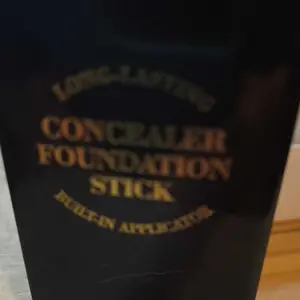 LONG-LASTING
CONCEALER
FOUNDATION
STICK
BUILT-IN APPLICATOR